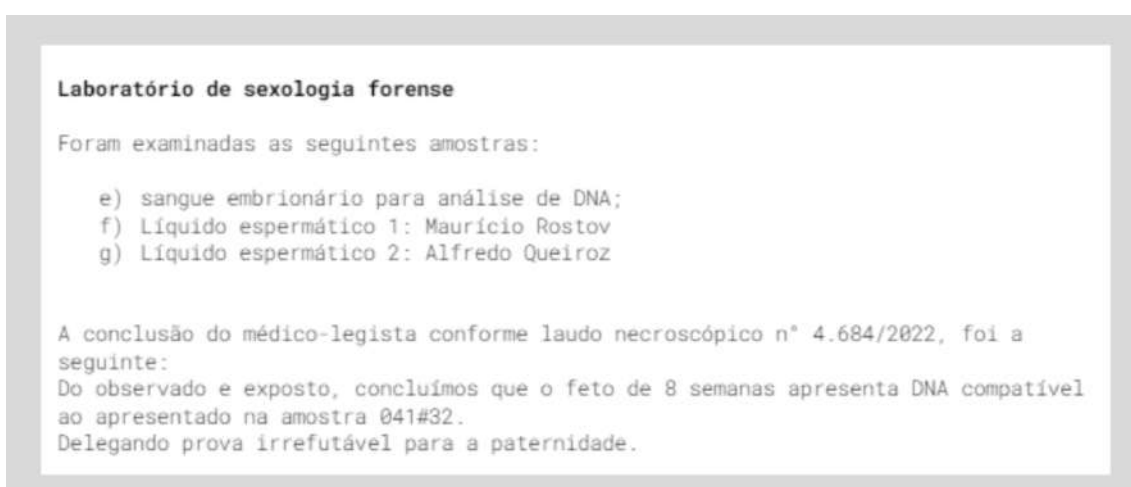 Laboratório de sexologia forense
Foram examinadas as seguintes amostras:
e) sangue embrionário para análise de DNA;
f) Líquido espermático 1: Maurício Rostov
g) Líquido espermático 2: Alfredo Queiroz
A conclusão do médico-legista conforme laudo necroscópico n° 4.684/2022, foi a
seguinte:
Do observado e exposto, concluímos que o feto de 8 semanas apresenta DNA compatível
ao apresentado na amostra 041#32.
Delegando prova irrefutável para a paternidade.